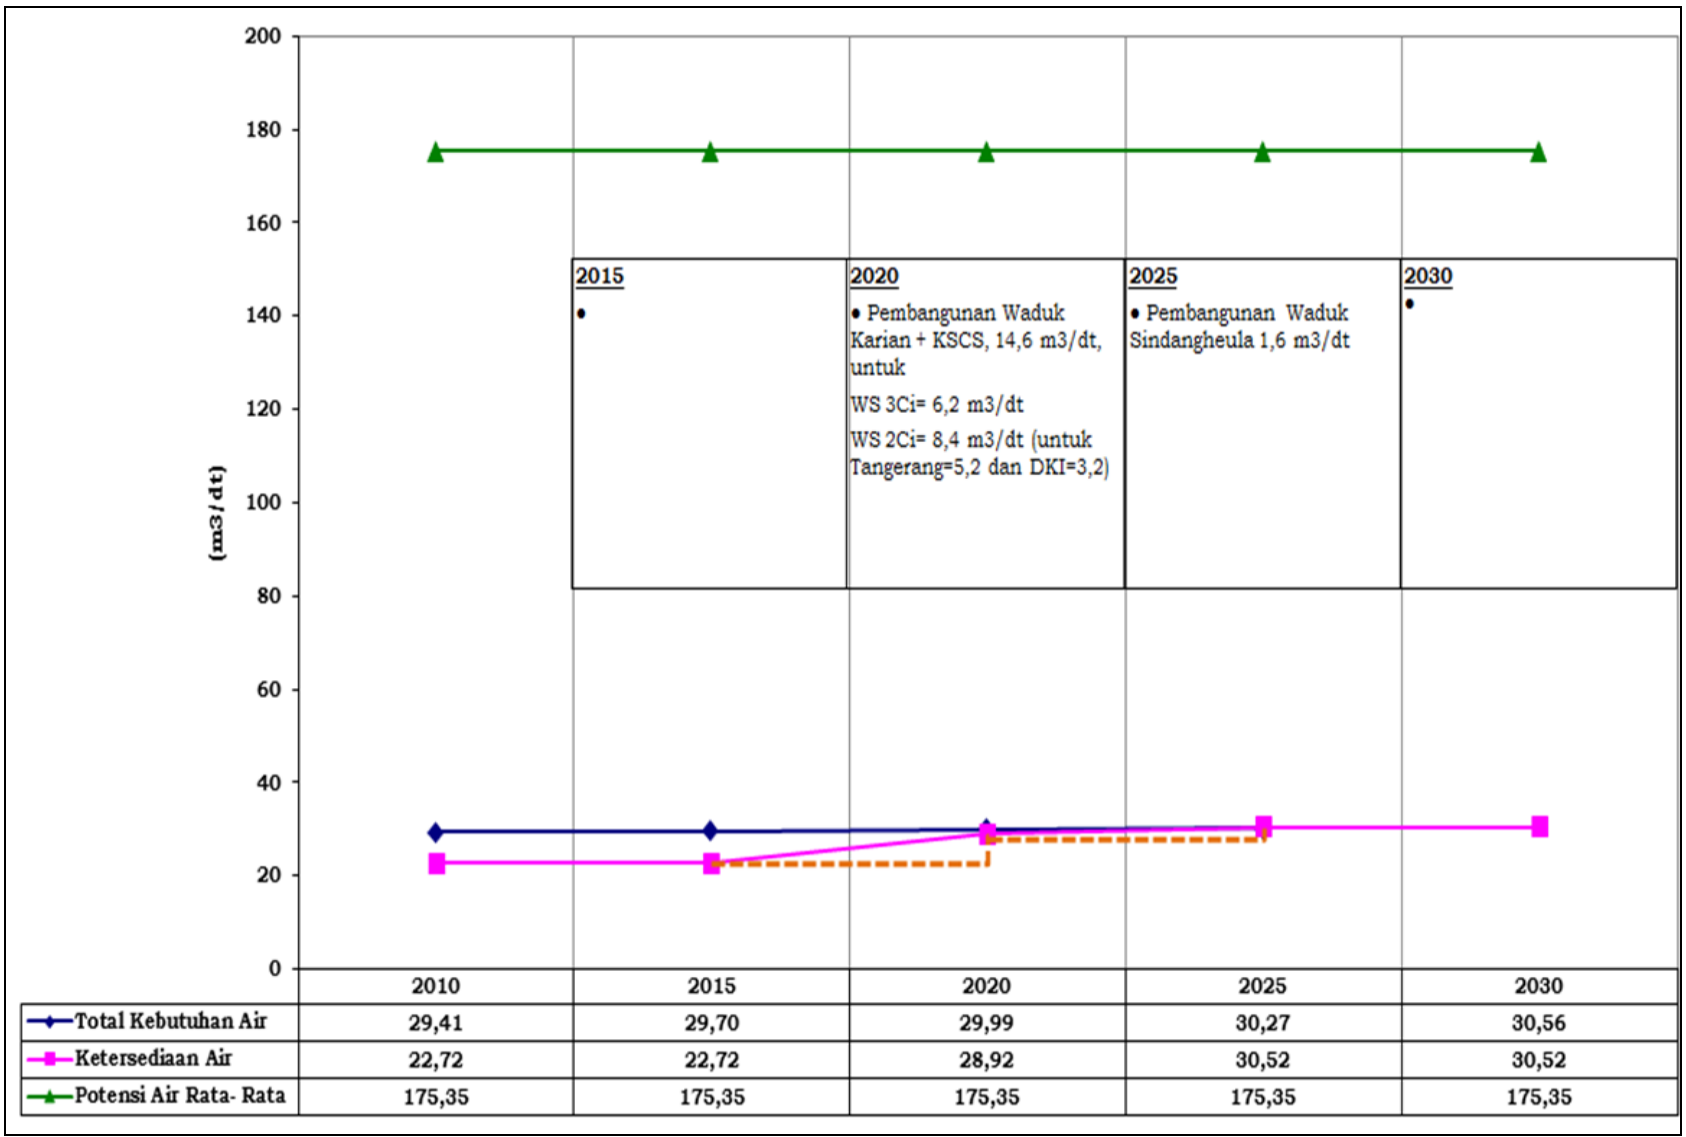 200
180
160
140
120
100
80
60
40
20
0
(m3/dt)
2015
•
2020
• Pembangunan Waduk
Karian + KSCS, 14,6 m3/dt,
untuk
WS 3Ci= 6,2 m3/dt
WS 2Ci= 8,4 m3/dt (untuk
Tangerang=5,2 dan DKI=3,2)
2025
• Pembangunan Waduk
Sindangheula 1,6 m3/dt
2030
•
2010 2015 2020 2025 2030
Total Kebutuhan Air 29,41 29,70 29,99 30,27 30,56
Ketersediaan Air 22,72 22,72 28,92 30,52 30,52
Potensi Air Rata- Rata 175,35 175,35 175,35 175,35 175,35